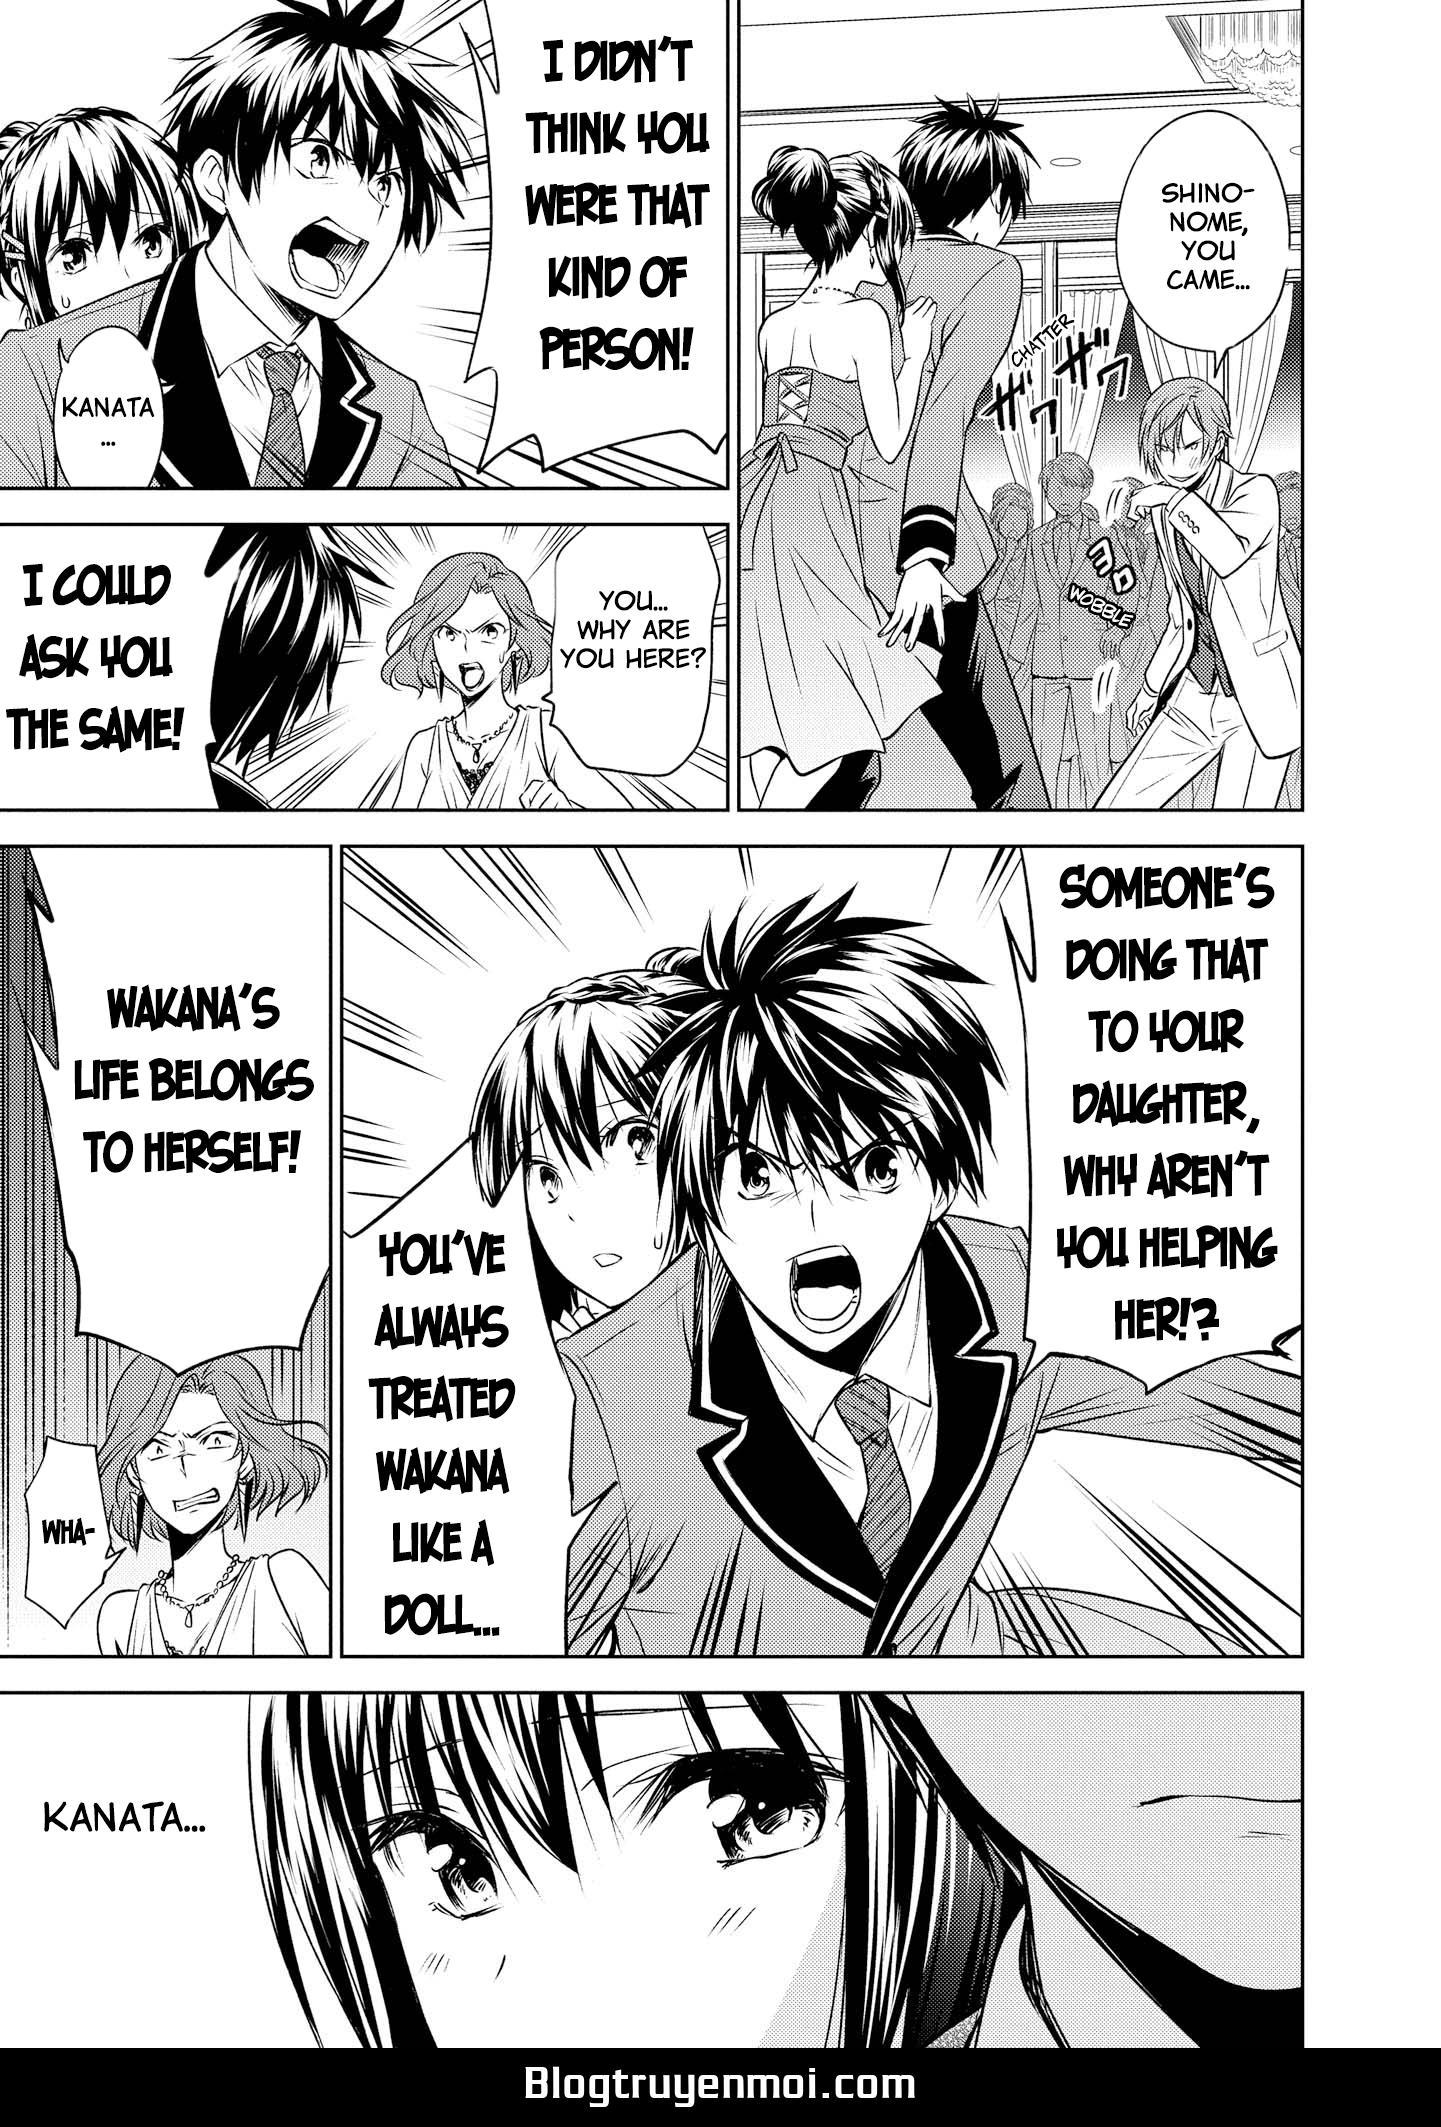 SHINO-
NOME,
YOU
CAME...
CHATTER
ザワ
ザワ
ヨロ
WOBBLE
I DIDN'T
THINK YOU
WERE THAT
KIND OF
PERSON!
KANATA
...
YOU...
WHY ARE
YOU HERE?
I COULD
ASK YOU
THE SAME!
SOMEONE'S
DOING THAT
TO YOUR
DAUGHTER,
WHY AREN'T
YOU HELPING
HER!?
YOU'VE
ALWAYS
TREATED
WAKANA
LIKE A
DOLL...
WAKANA'S
LIFE BELONGS
TO HERSELF!
WHA-
KANATA...
Blogtruyenmoi.com